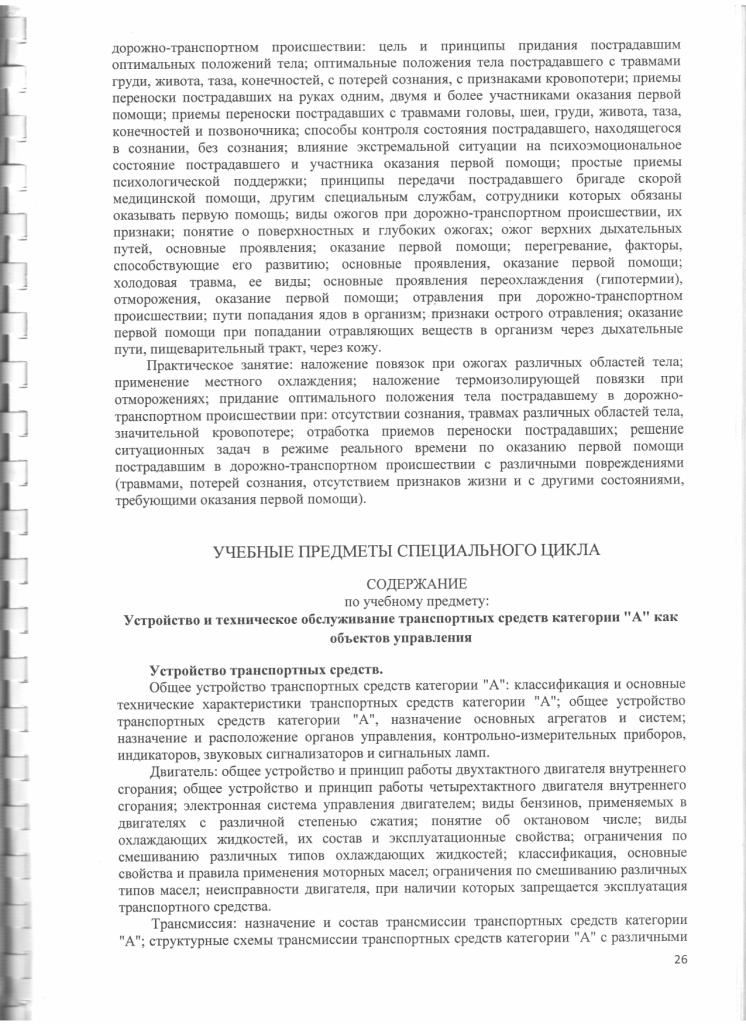 дорожно-транспортном происшествии: цель и принципы придания пострадавшим
оптимальных положений тела; оптимальные положения тела пострадавшего с травмами
груди, живота, таза, конечностей, с потерей сознания, с признаками кровопотери; приемы
переноски пострадавших на руках одним, двумя и более участниками оказания первой
помощи; приемы переноски пострадавших с травмами головы, шеи, груди, живота, таза,
конечностей и позвоночника; способы контроля состояния пострадавшего, находящегося
в сознании, без сознания; влияние экстремальной ситуации на психоэмоциональное
состояние пострадавшего и участника оказания первой помощи; простые приемы
психологической поддержки; принципы передачи пострадавшего бригаде скорой
медицинской помощи, другим специальным службам, сотрудники которых обязаны
оказывать первую помощь; виды ожогов при дорожно-транспортном происшествии, их
признаки; понятие о поверхностных и глубоких ожогах; ожог верхних дыхательных
путей, основные проявления; оказание первой помощи; перегревание, факторы,
способствующие его развитию; основные проявления, оказание первой помощи;
холодовая травма, ее виды; основные проявления переохлаждения (гипотермии),
отморожения, оказание первой помощи; отравления при дорожно-транспортном
происшествии; пути попадания ядов в организм; признаки острого отравления; оказание
первой помощи при попадании отравляющих веществ в организм через дыхательные
пути, пищеварительный тракт, через кожу.
Практическое занятие: наложение повязок при ожогах различных областей тела;
применение местного охлаждения; наложение термоизолирующей повязки при
отморожениях; придание оптимального положения тела пострадавшему в дорожно-
транспортном происшествии при: отсутствии сознания, травмах различных областей тела,
значительной кровопотере; отработка приемов переноски пострадавших; решение
ситуационных задач в режиме реального времени по оказанию первой помощи
пострадавшим в дорожно-транспортном происшествии с различными повреждениями
(травмами, потерей сознания, отсутствием признаков жизни и с другими состояниями,
требующими оказания первой помощи).
УЧЕБНЫЕ ПРЕДМЕТЫ СПЕЦИАЛЬНОГО ЦИКЛА
СОДЕРЖАНИЕ
по учебному предмету:
Устройство и техническое обслуживание транспортных средств категории "А" как
объектов управления
Устройство транспортных средств.
Общее устройство транспортных средств категории "А": классификация и основные
технические характеристики транспортных средств категории "А"; общее устройство
транспортных средств категории "А", назначение основных агрегатов и систем;
назначение и расположение органов управления, контрольно-измерительных приборов,
индикаторов, звуковых сигнализаторов и сигнальных ламп.
Двигатель: общее устройство и принцип работы двухтактного двигателя внутреннего
сгорания; общее устройство и принцип работы четырехтактного двигателя внутреннего
сгорания; электронная система управления двигателем; виды бензинов, применяемых в
двигателях с различной степенью сжатия; понятие об октановом числе; виды
охлаждающих жидкостей, их состав и эксплуатационные свойства; ограничения по
смешиванию различных типов охлаждающих жидкостей; классификация, основные
свойства и правила применения моторных масел; ограничения по смешиванию различных
типов масел; неисправности двигателя, при наличии которых запрещается эксплуатация
транспортного средства.
Трансмиссия: назначение и состав трансмиссии транспортных средств категории
"А"; структурные схемы трансмиссии транспортных средств категории "А" с различными
26